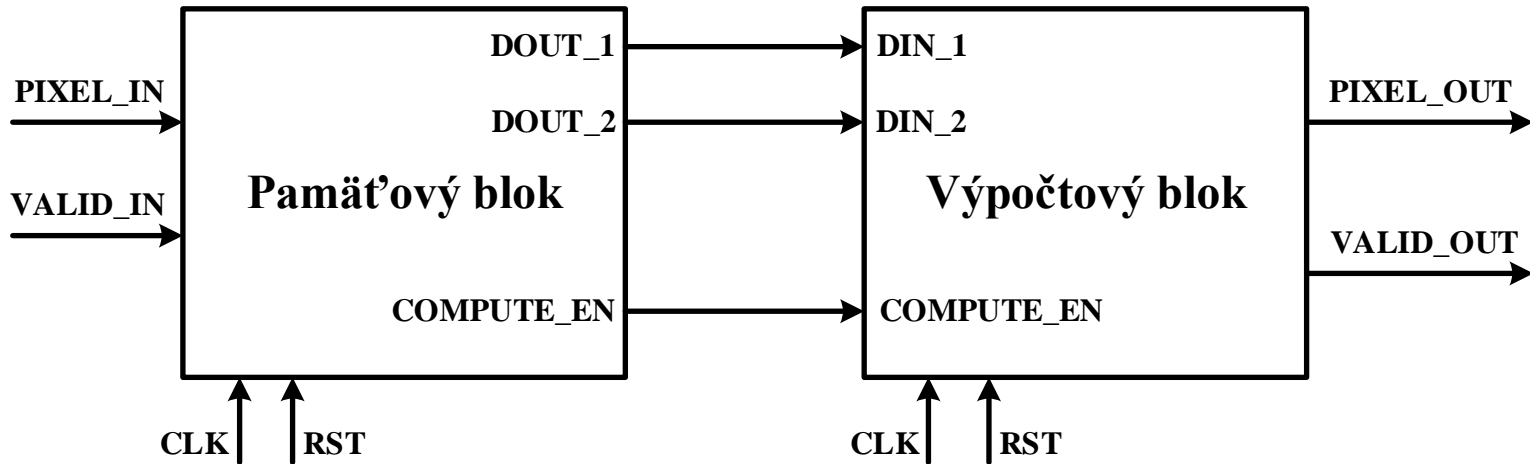 PIXEL_IN
VALID_IN
DOUT_1
DOUT_2
Pamäťový blok
COMPUTE_EN
CLK
RST
DIN_1
DIN_2
Výpočtový blok
COMPUTE_EN
CLK
RST
PIXEL_OUT
VALID_OUT